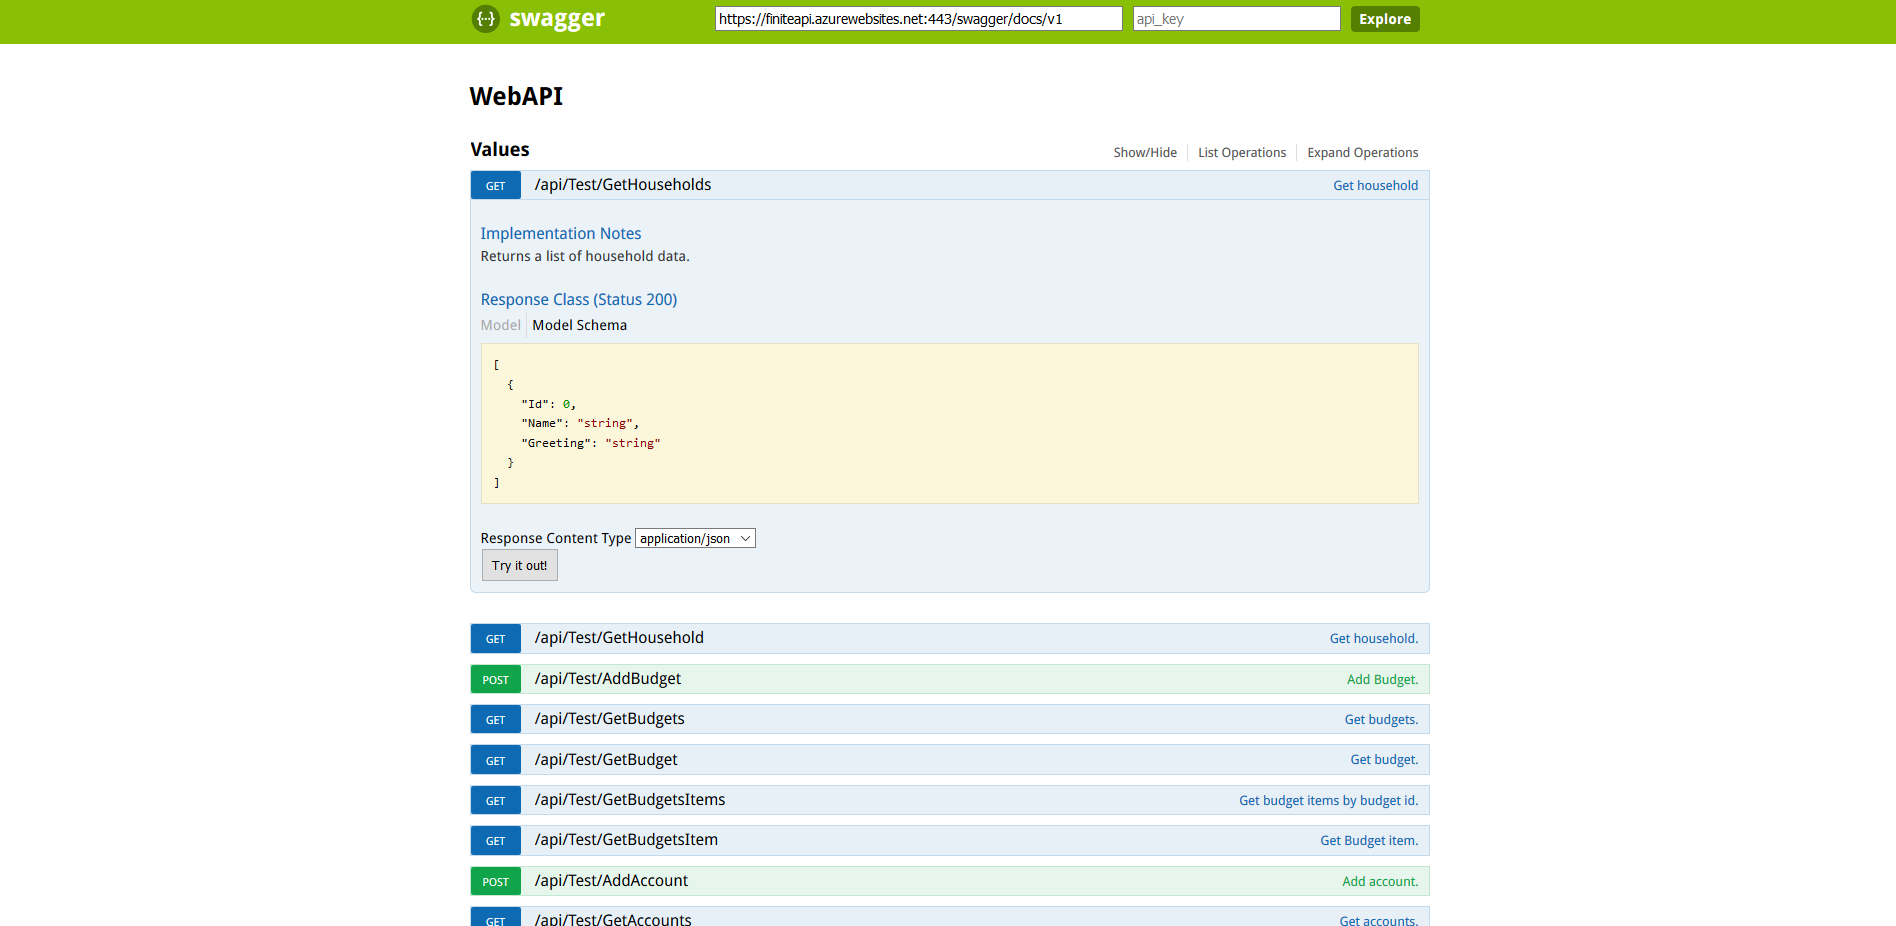 {···} swagger
https://finiteapi.azurewebsites.net:443/swagger/docs/v1
api_key
Explore
WebAPI
Values
Show/Hide
List Operations
Expand Operations
GET /api/Test/GetHouseholds Get household
Implementation Notes
Returns a list of household data.
Response Class (Status 200)
Model Model Schema
[
{
"Id": 0,
"Name": "string",
"Greeting": "string"
}
]
Response Content Type application/json
Try it out!
GET /api/Test/GetHousehold Get household.
POST /api/Test/AddBudget Add Budget.
GET /api/Test/GetBudgets Get budgets.
GET /api/Test/GetBudget Get budget.
GET /api/Test/GetBudgetsItems Get budget items by budget id.
GET /api/Test/GetBudgetsItem Get Budget item.
POST /api/Test/AddAccount Add account.
GET /api/Test/GetAccounts Get accounts.